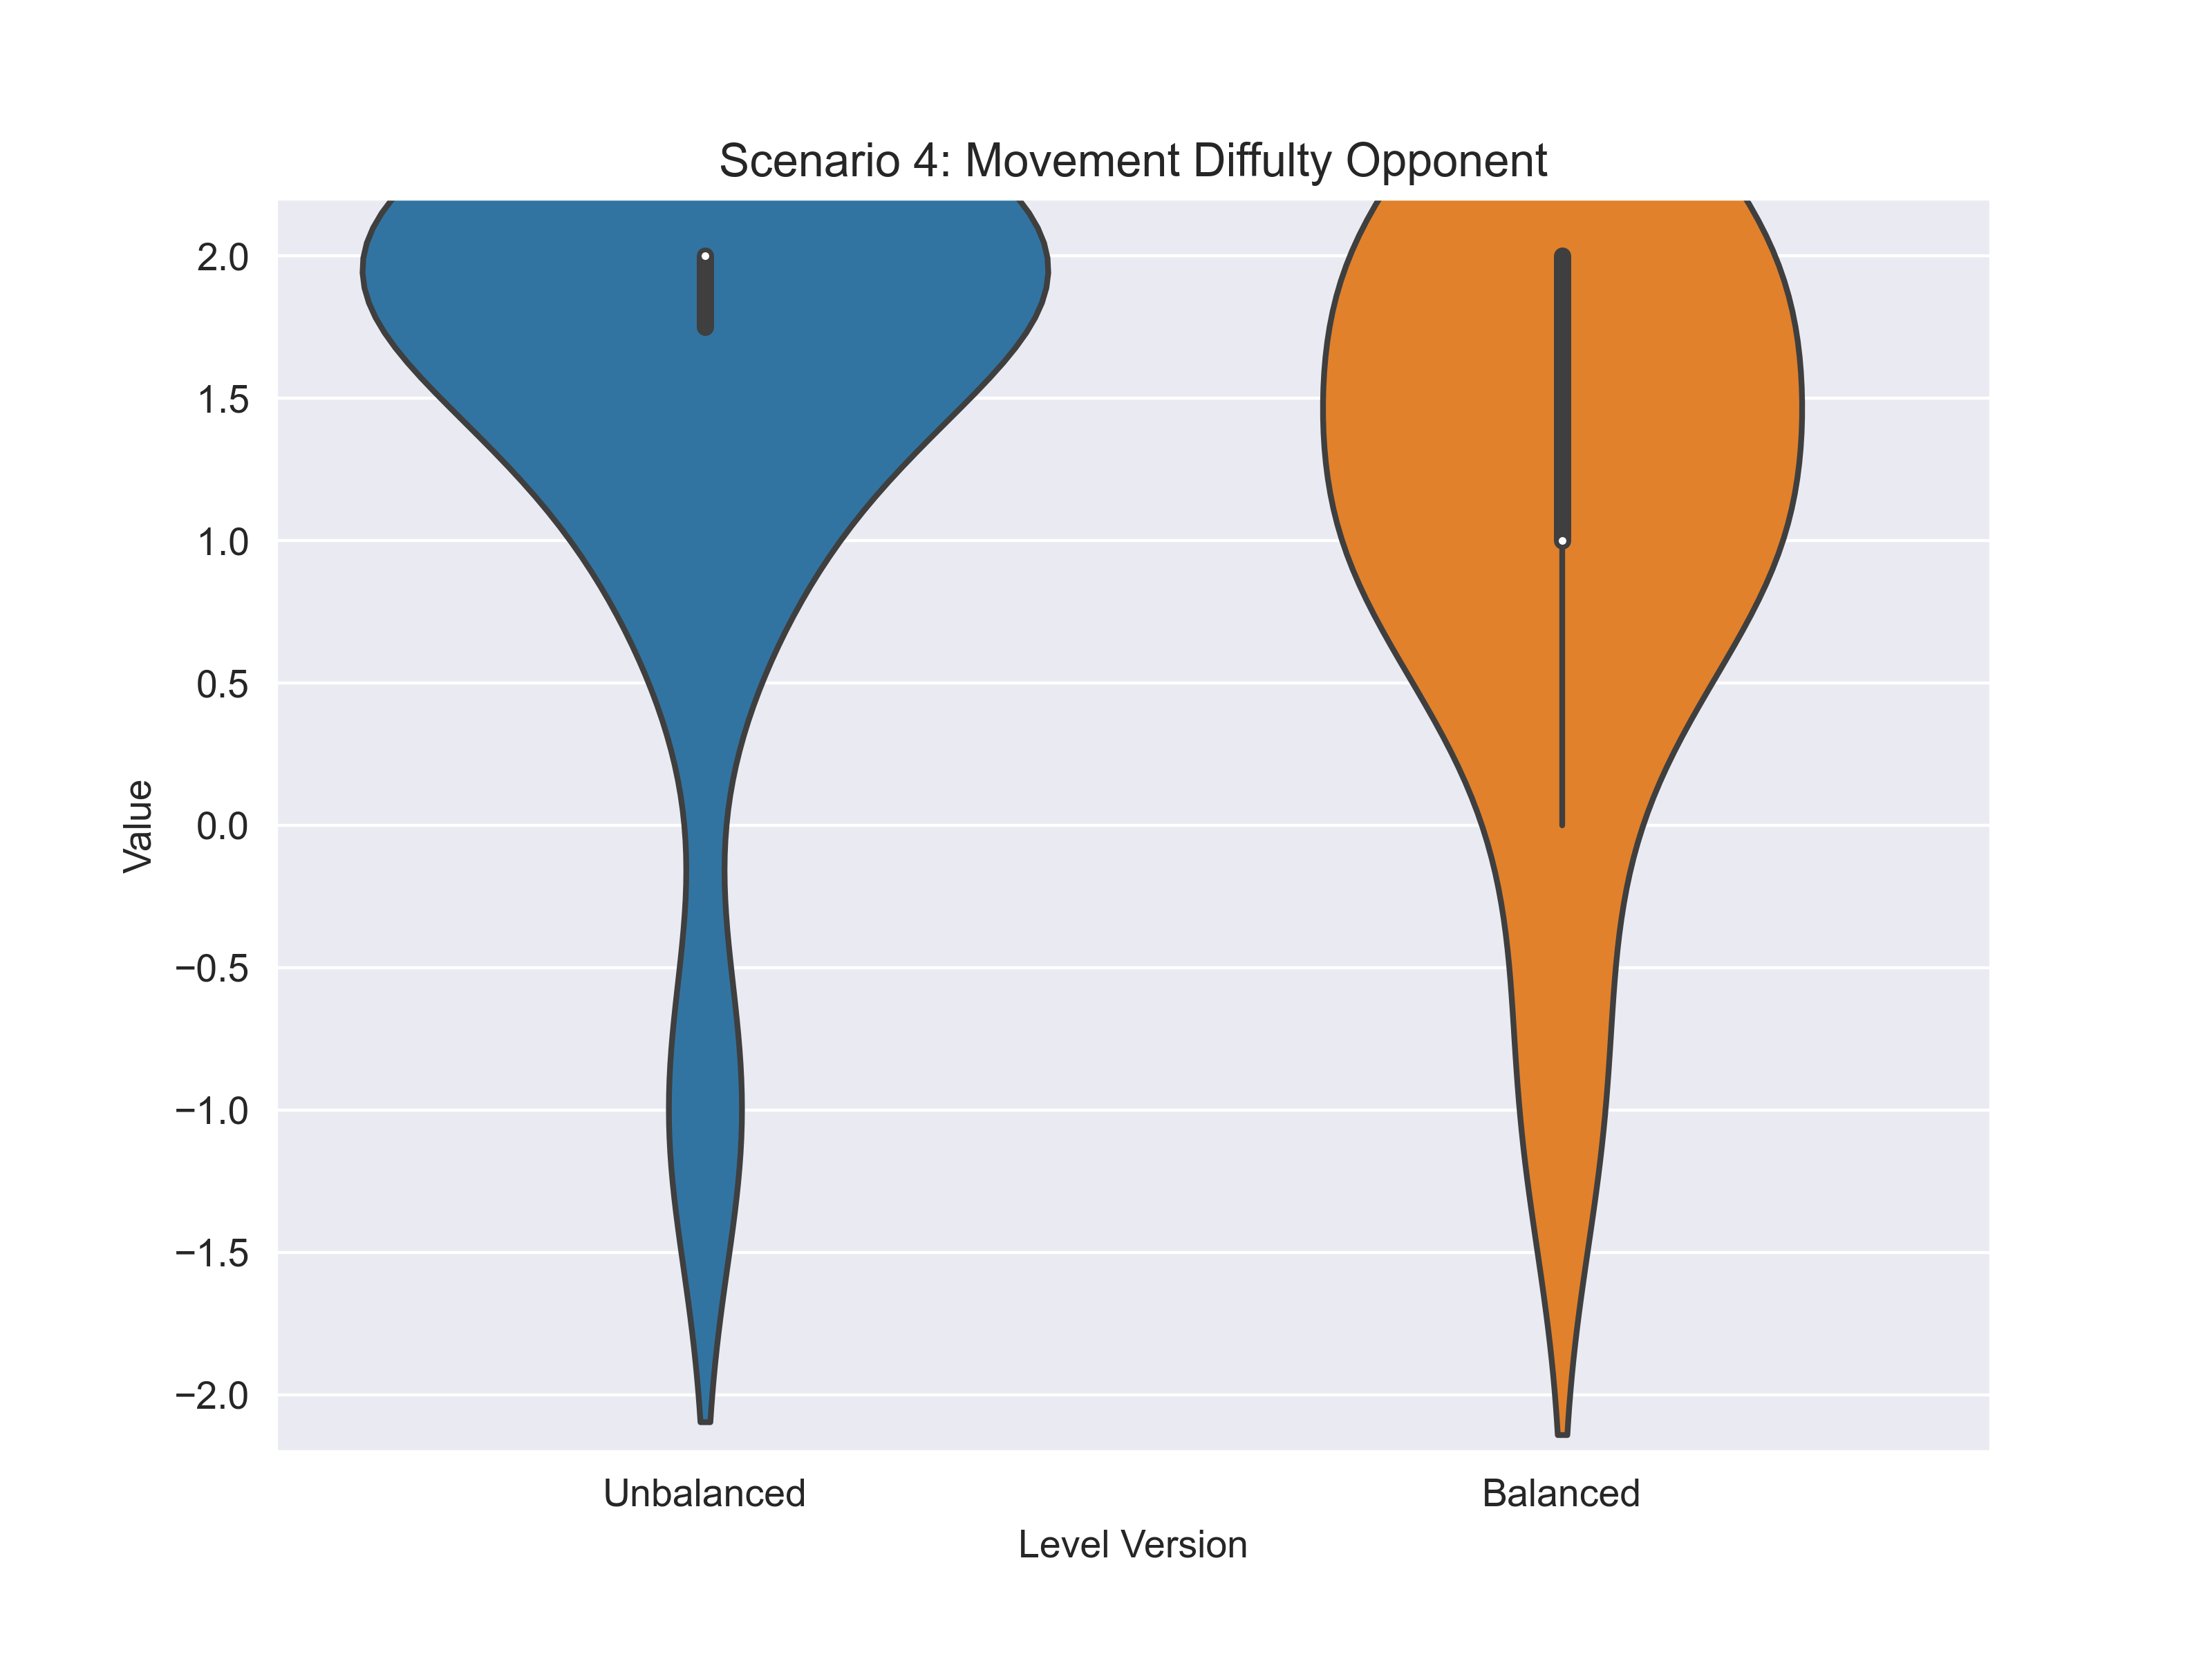 Scenario 4: Movement Diffulty Opponent
2.0
1.5
1.0
0.5
0.0
−0.5
−1.0
−1.5
−2.0
Value
Unbalanced Balanced
Level Version